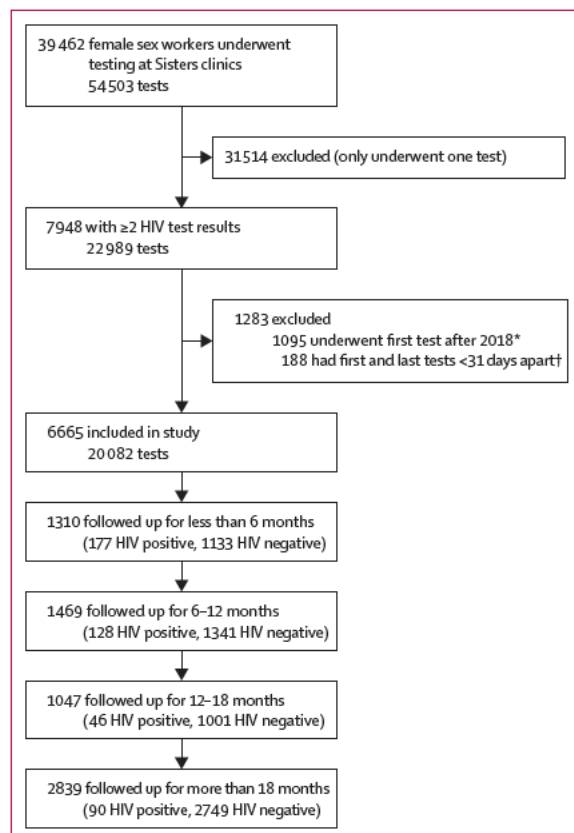 39 462 female sex workers underwent
testing at Sisters clinics
54 503 tests
31 514 excluded (only underwent one test)
7948 with ≥2 HIV test results
22 989 tests
1283 excluded
1095 underwent first test after 2018*
188 had first and last tests <31 days apart†
6665 included in study
20 082 tests
1310 followed up for less than 6 months
(177 HIV positive, 1133 HIV negative)
1469 followed up for 6–12 months
(128 HIV positive, 1341 HIV negative)
1047 followed up for 12–18 months
(46 HIV positive, 1001 HIV negative)
2839 followed up for more than 18 months
(90 HIV positive, 2749 HIV negative)